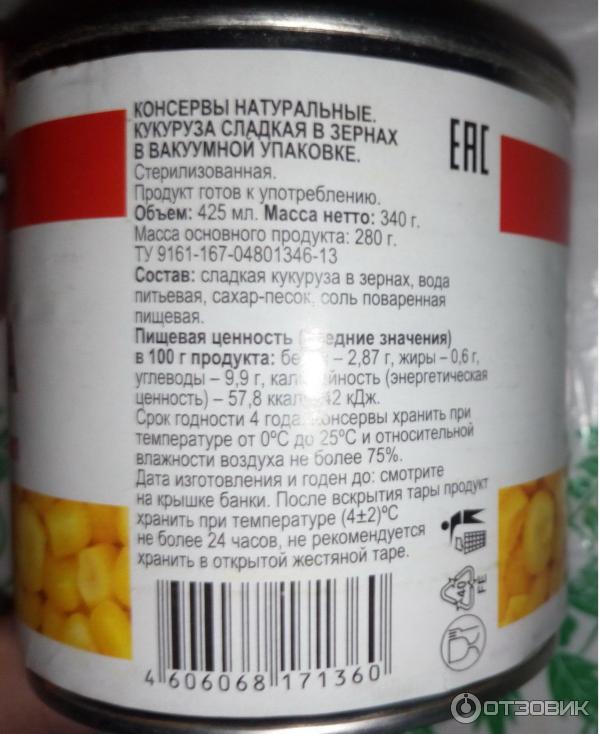 КОНСЕРВЫ НАТУРАЛЬНЫЕ.
КУКУРУЗА СЛАДКАЯ В ЗЕРНАХ
В ВАКУУМНОЙ УПАКОВКЕ.
Стерилизованная.
Продукт готов к употреблению.
Объем: 425 мл. Масса нетто: 340 г.
Масса основного продукта: 280 г.
ТУ 9161-167-04801346-13
Состав: сладкая кукуруза в зернах, вода
питьевая, сахар-песок, соль поваренная
пищевая.
Пищевая ценность (средние значения)
в 100 г продукта: белки – 2,87 г, жиры – 0,6 г,
углеводы – 9,9 г, калорийность (энергетическая
ценность) – 57,8 ккал
Срок годности 4 года. Консервы хранить при
температуре от 0ºС до 25ºС и относительной
влажности воздуха не более 75%.
Дата изготовления и годен до: смотрите
на крышке банки. После вскрытия тары продукт
хранить при температуре (4±2)ºС
не более 24 часов, не рекомендуется
хранить в открытой жестяной таре.
EAC
40
FE
4 606068 171360
ОТЗОВИК